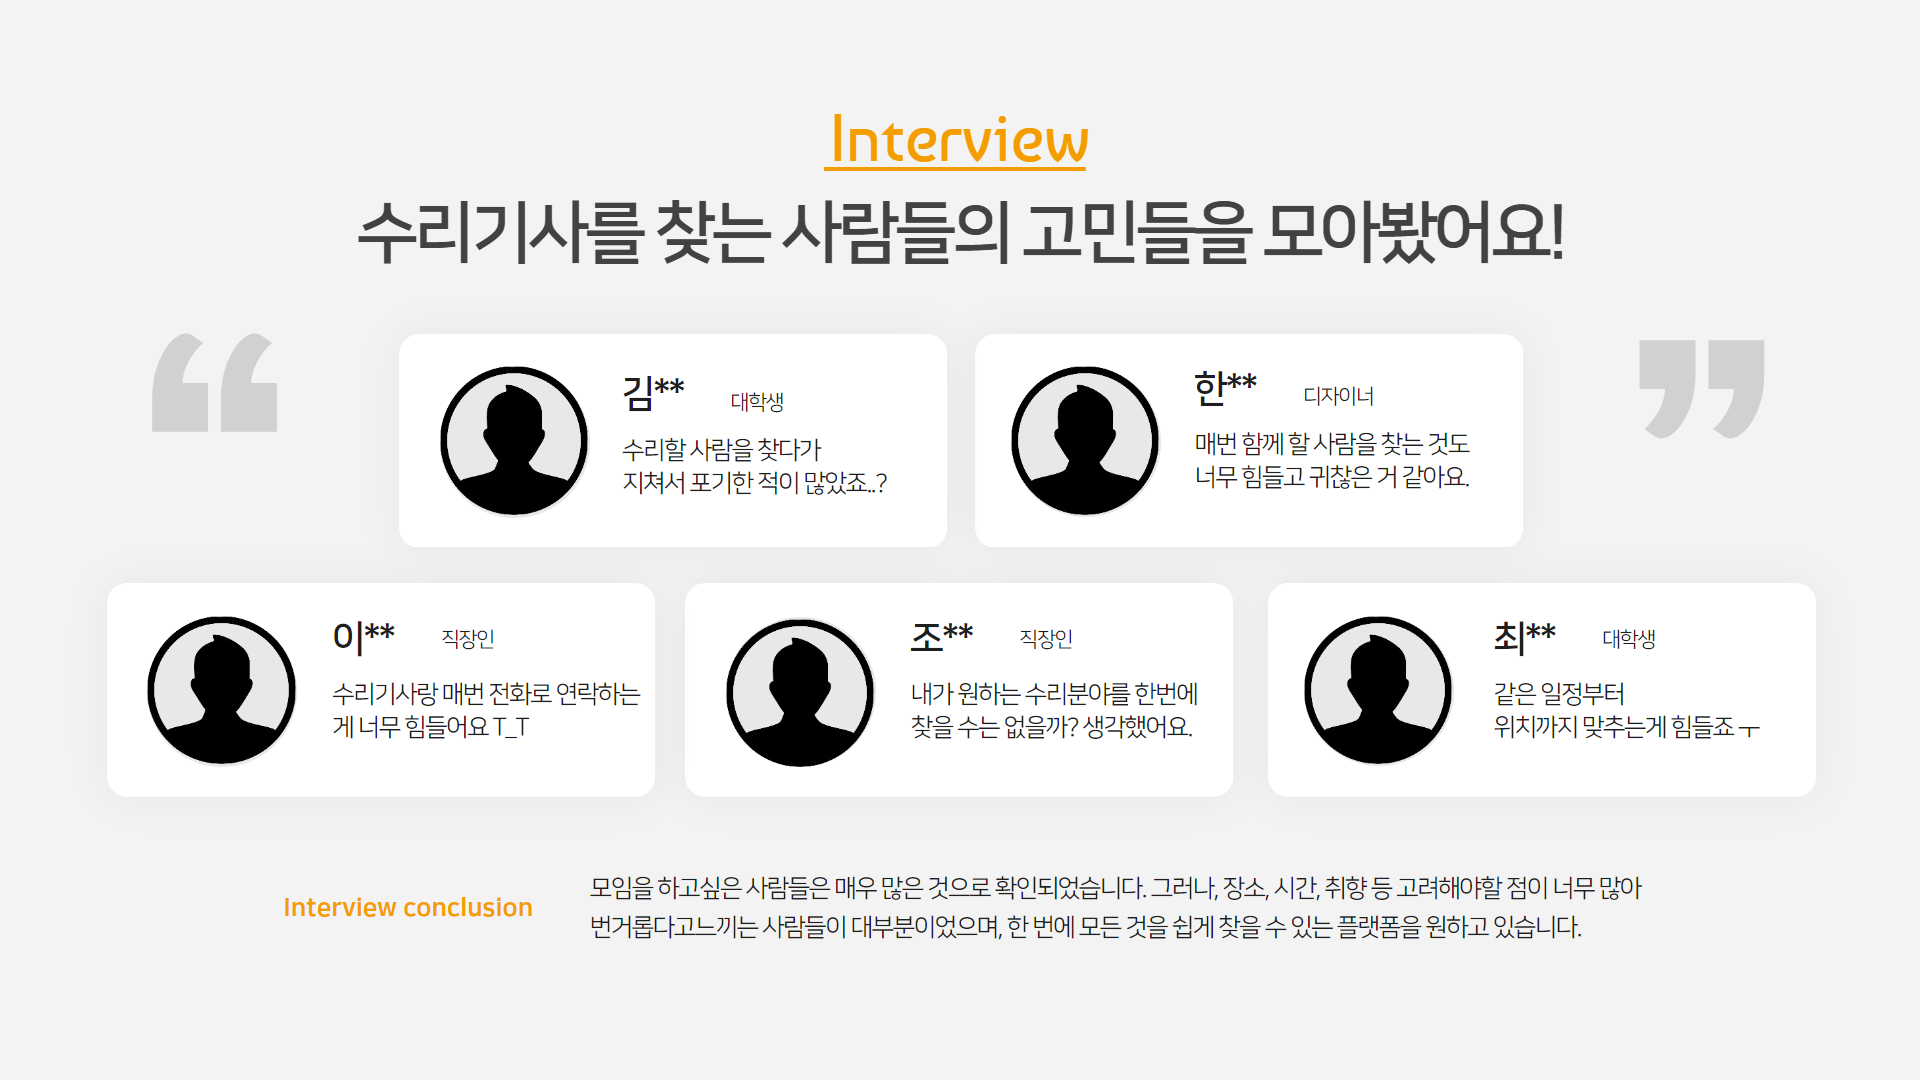 Interview
수리기사를 찾는 사람들의 고민들을 모아봤어요!
“
”
김** 대학생
수리할 사람을 찾다가
지쳐서 포기한 적이 많았죠..?
한** 디자이너
매번 함께 할 사람을 찾는 것도
너무 힘들고 귀찮은 거 같아요.
이** 직장인
수리기사랑 매번 전화로 연락하는
게 너무 힘들어요 T_T
조** 직장인
내가 원하는 수리분야를 한번에
찾을 수는 없을까? 생각했어요.
최** 대학생
같은 일정부터
위치까지 맞추는게 힘들죠 ㅜ
Interview conclusion
모임을 하고싶은 사람들은 매우 많은 것으로 확인되었습니다. 그러나, 장소, 시간, 취향 등 고려해야할 점이 너무 많아
번거롭다고느끼는 사람들이 대부분이었으며, 한 번에 모든 것을 쉽게 찾을 수 있는 플랫폼을 원하고 있습니다.